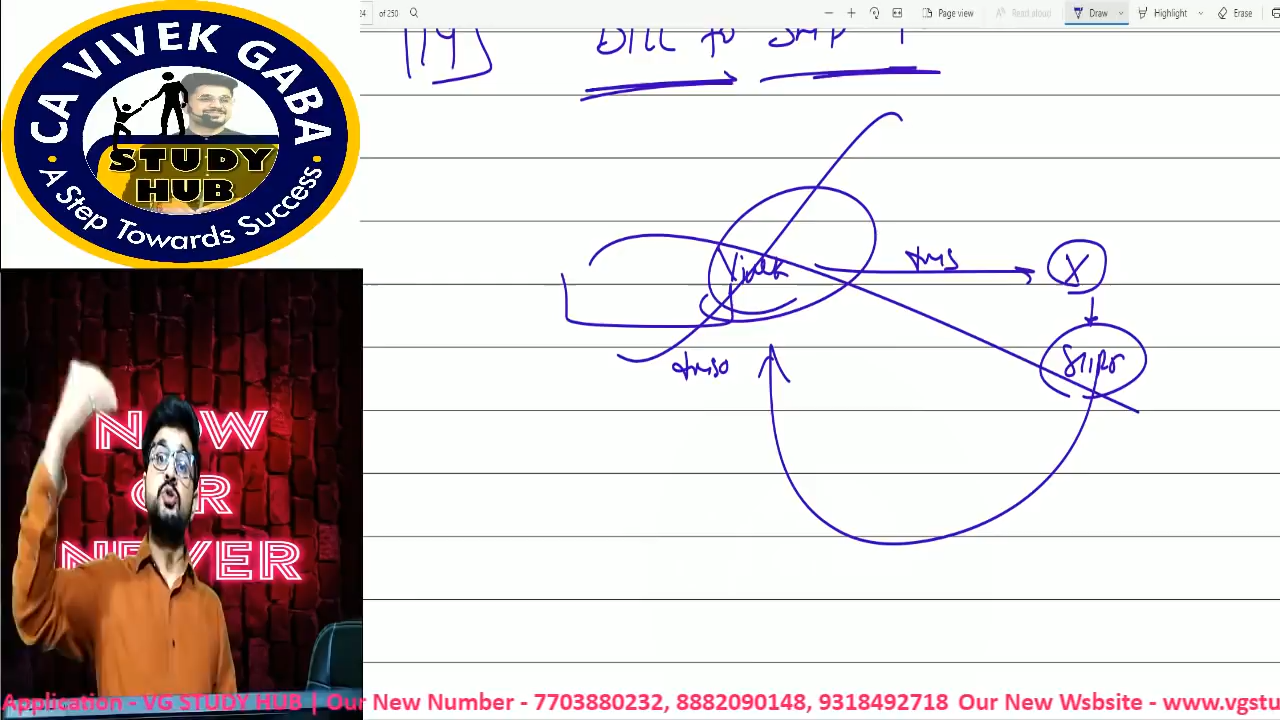 CA VIVEK GABA
STUDY
HUB
• A Step Towards Success •
24 of 250
Page view
Read aloud
Draw
Highlight
Erase
Bill to Ship
Vivek
X
NOW
OR
NEVER
Application - VG STUDY HUB | Our New Number - 7703880232, 8882090148, 9318492718 Our New Wsbsite - www.vgstu